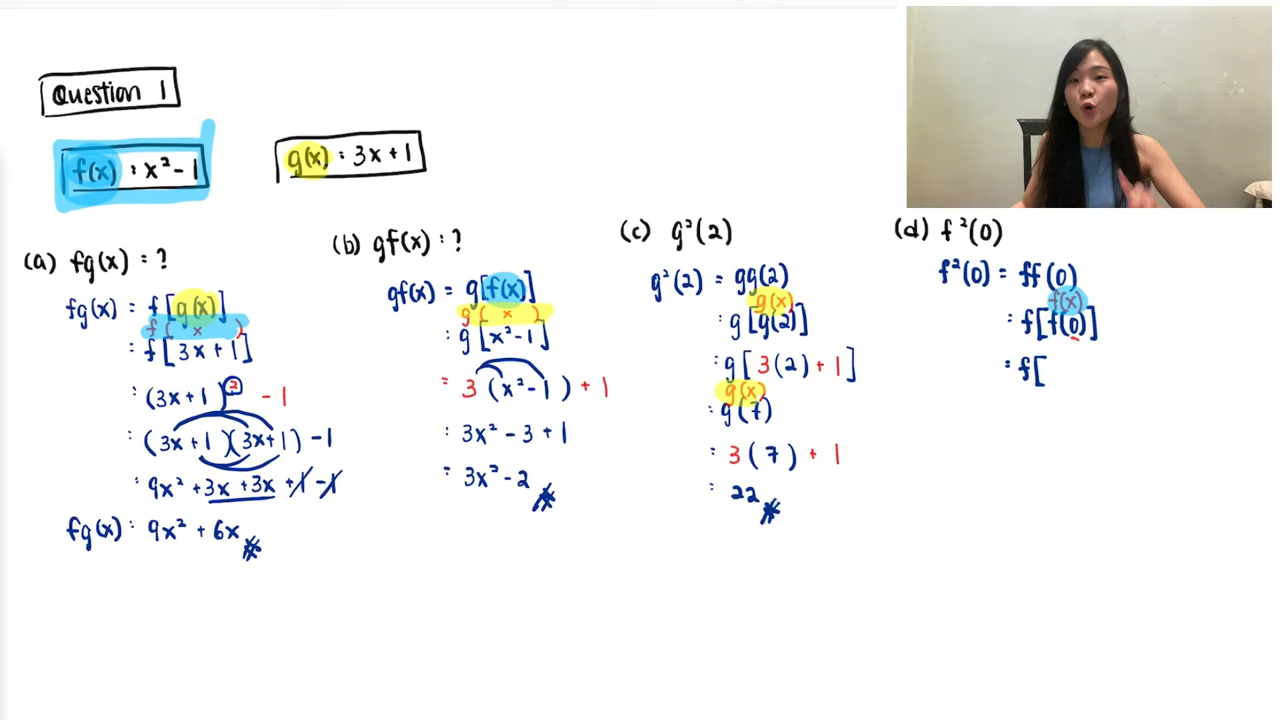 Question 1
f(x) : x² - 1
g(x) : 3x + 1
(a) fg(x) = ?
fg(x) = f[g(x)]
f( x )
: f[3x + 1]
: (3x + 1)² - 1
: (3x + 1)(3x + 1) - 1
: 9x² + 3x + 3x + 1 - 1
fg(x) : 9x² + 6x
(b) gf(x) : ?
gf(x) = g[f(x)]
g( x )
: g[x² - 1]
= 3(x² - 1) + 1
: 3x² - 3 + 1
= 3x² - 2
(c) g²(2)
g²(2) = gg(2)
g(x)
: g[g(2)]
: g[3(2) + 1]
g(x)
: g(7)
= 3(7) + 1
: 22
(d) f²(0)
f²(0) = ff(0)
f(x)
= f[f(0)]
: f[